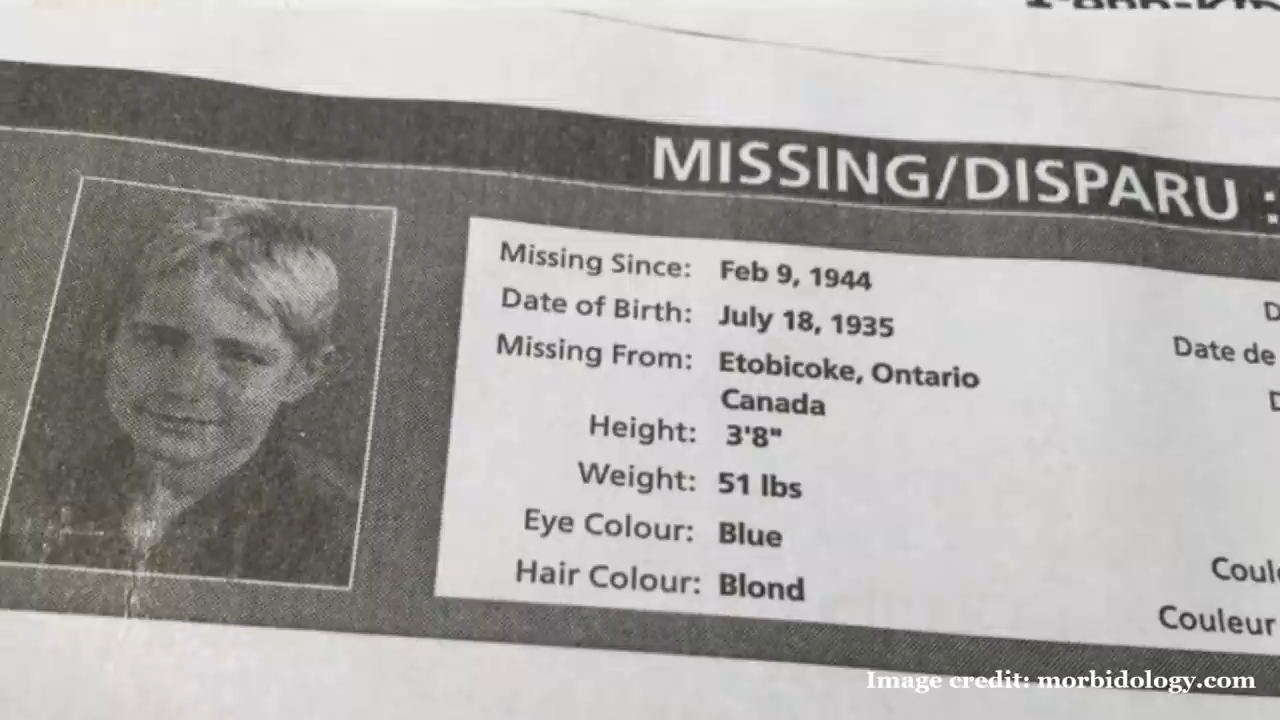 MISSING/DISPARU :
Missing Since: Feb 9, 1944
Date of Birth: July 18, 1935
Missing From: Etobicoke, Ontario
Canada
Height: 3'8"
Weight: 51 lbs
Eye Colour: Blue
Hair Colour: Blond
D
Date de
D
Coul
Couleur
Image credit: morbidology.com